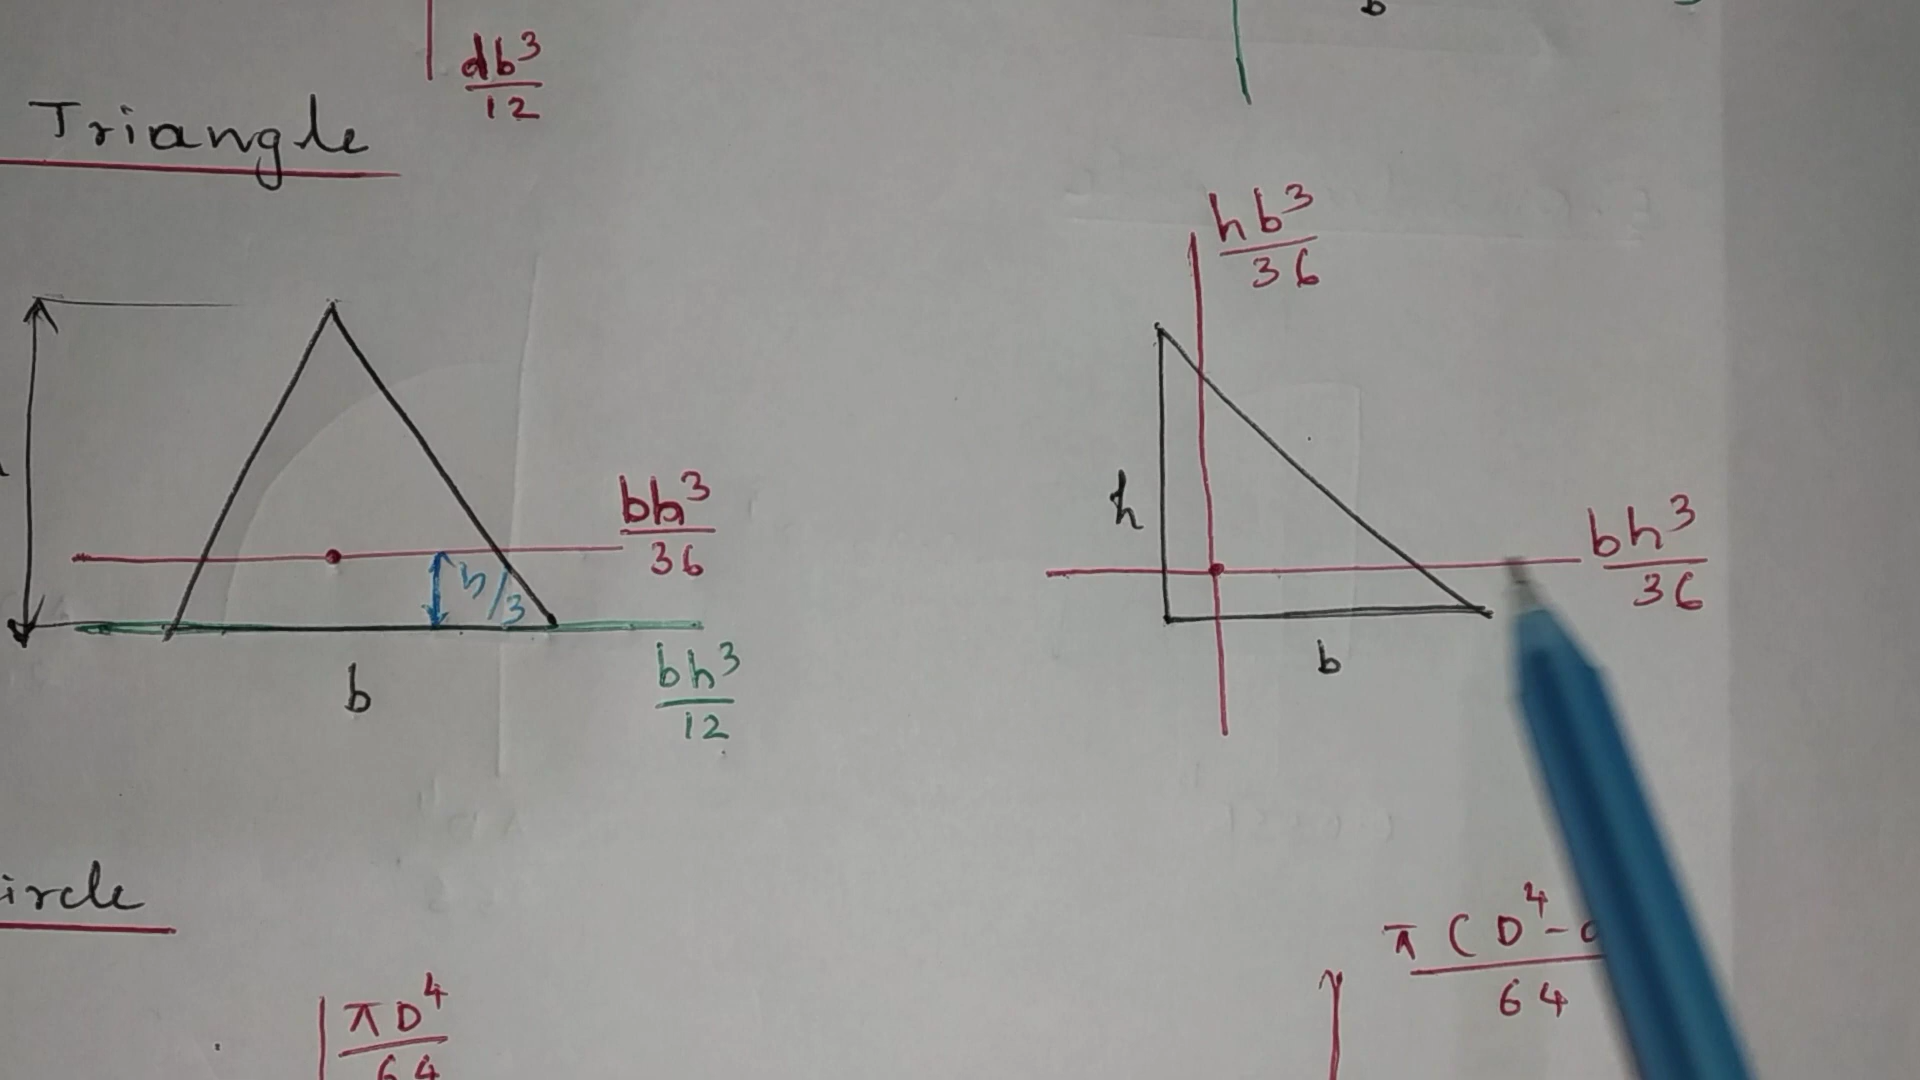 b
db³
12
Triangle
hb³
36
h
bh³
36
h/3
bh³
36
b
b
bh³
12
ircle
π(D⁴-
64
πD⁴
64